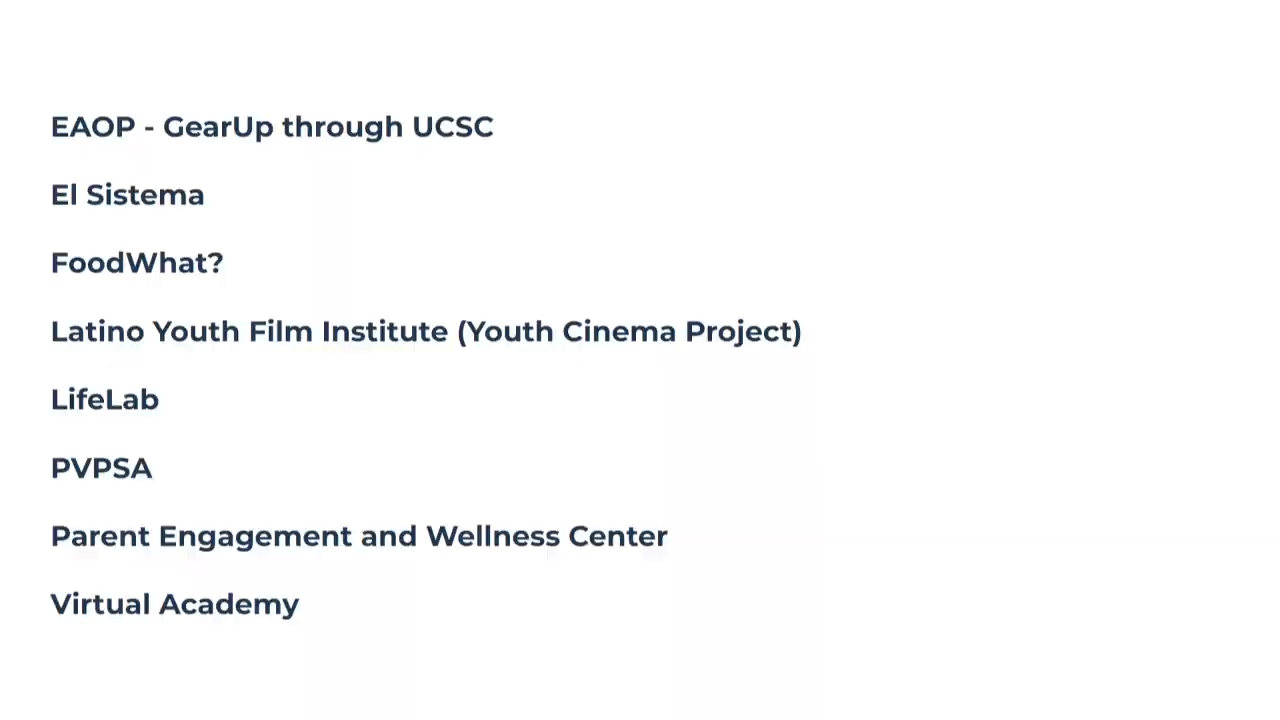 EAOP - GearUp through UCSC
El Sistema
FoodWhat?
Latino Youth Film Institute (Youth Cinema Project)
LifeLab
PVPSA
Parent Engagement and Wellness Center
Virtual Academy